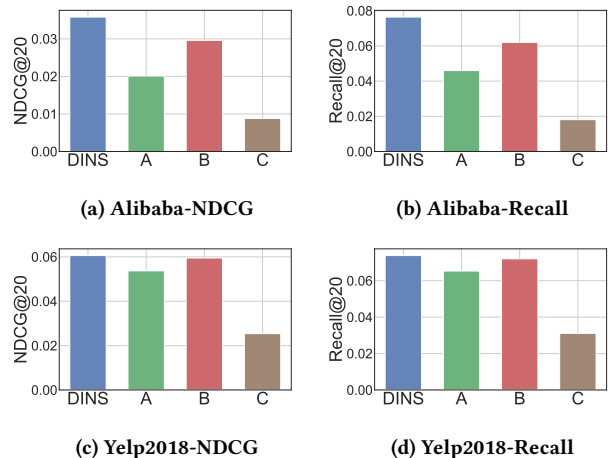 NDCG@20
0.03
0.02
0.01
0.00
DINS A B C
(a) Alibaba-NDCG
Recall@20
0.08
0.06
0.04
0.02
0.00
DINS A B C
(b) Alibaba-Recall
NDCG@20
0.06
0.04
0.02
0.00
DINS A B C
(c) Yelp2018-NDCG
Recall@20
0.06
0.04
0.02
0.00
DINS A B C
(d) Yelp2018-Recall